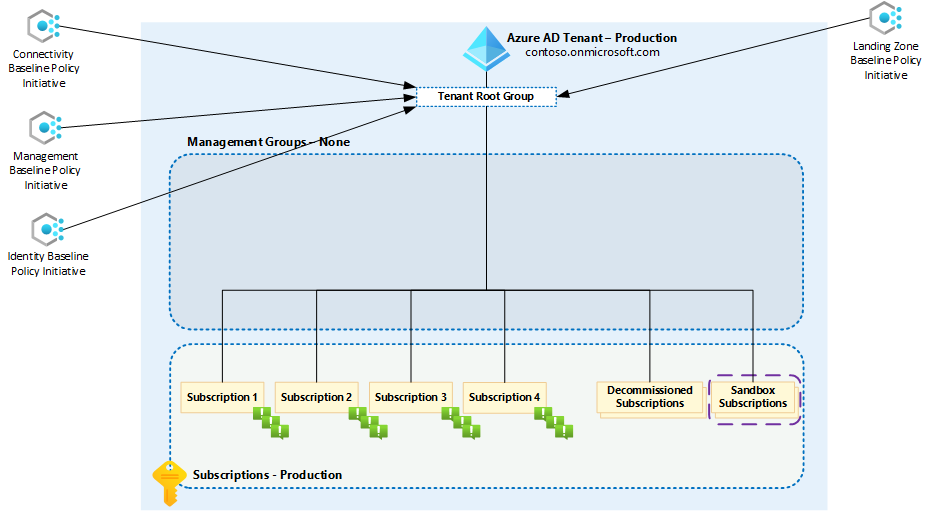 Connectivity
Baseline Policy
Initiative
Azure AD Tenant – Production
contoso.onmicrosoft.com
Landing Zone
Baseline Policy
Initiative
Tenant Root Group
Management
Baseline Policy
Initiative
Management Groups - None
Identity Baseline
Policy Initiative
Subscription 1
Subscription 2
Subscription 3
Subscription 4
Decommissioned
Subscriptions
Sandbox
Subscriptions
Subscriptions - Production